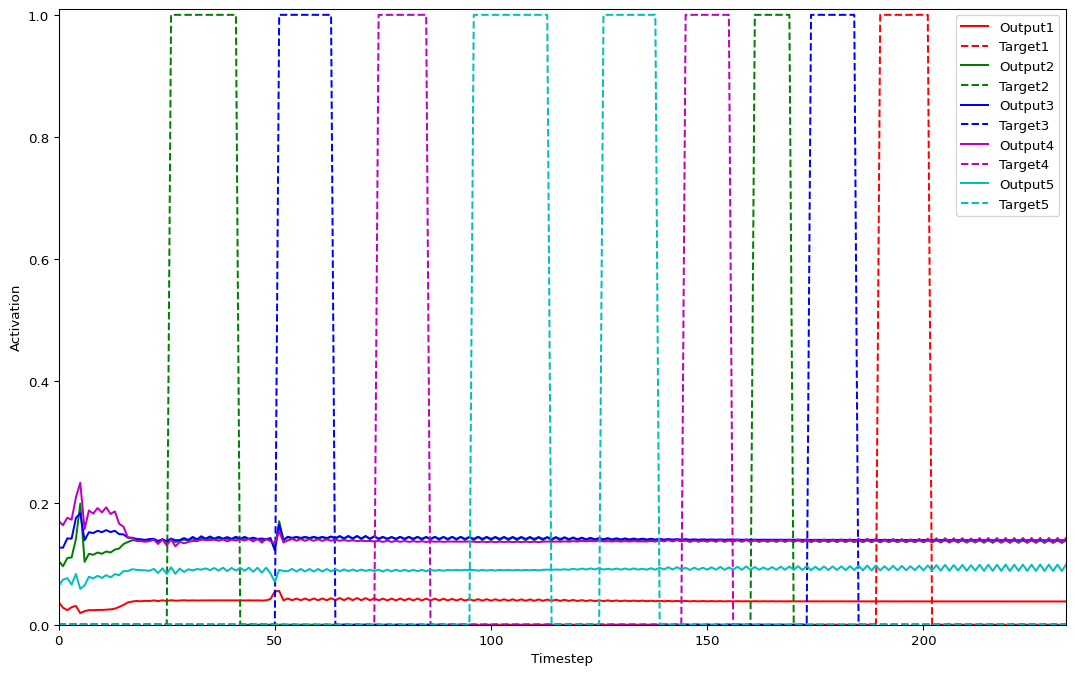 1.0
0.8
0.6
0.4
0.2
0.0
Activation
0
50
100
150
200
Timestep
Output1
Target1
Output2
Target2
Output3
Target3
Output4
Target4
Output5
Target5